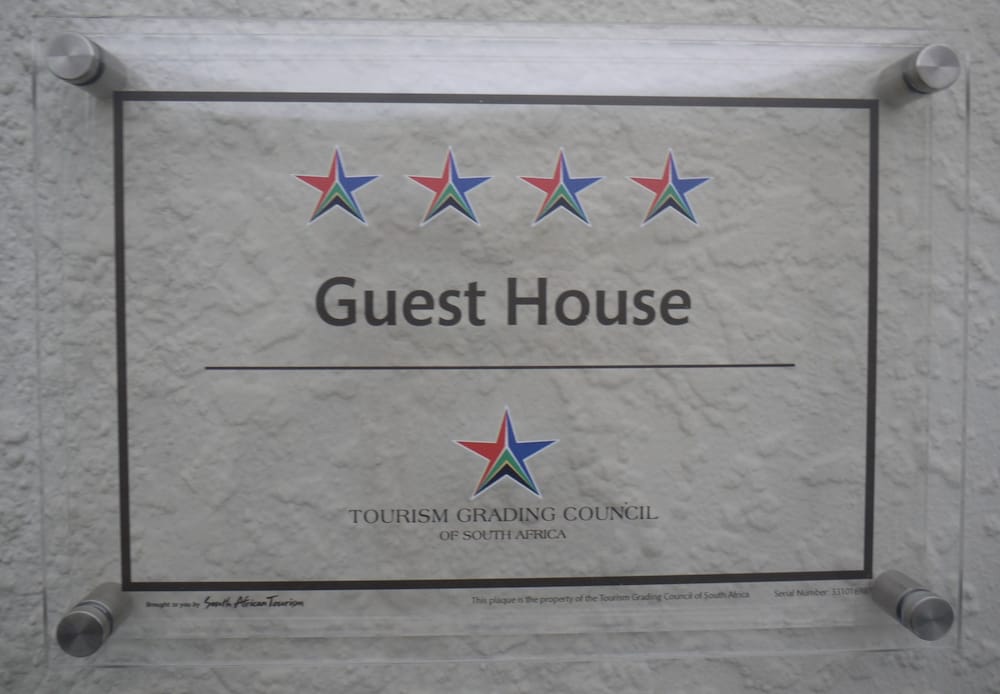 Guest House
TOURISM GRADING COUNCIL
OF SOUTH AFRICA
Brought to you by South African Tourism
This plaque is the property of the Tourism Grading Council of South Africa
Serial Number: